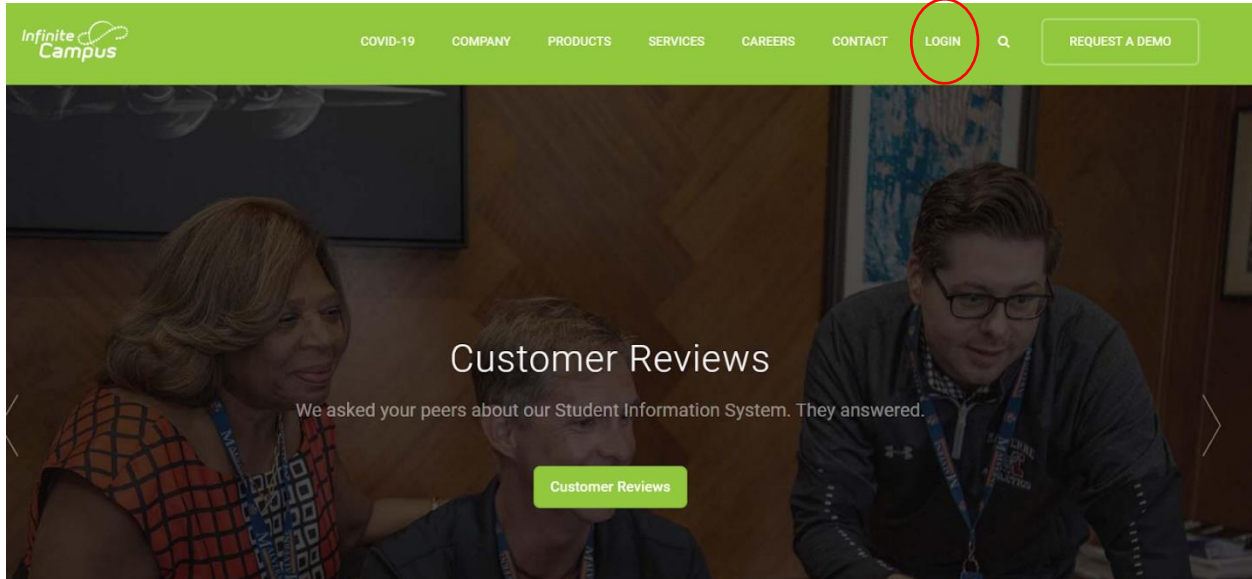 Infinite
Campus
COVID-19 COMPANY PRODUCTS SERVICES CAREERS CONTACT LOGIN REQUEST A DEMO
Customer Reviews
We asked your peers about our Student Information System. They answered.
Customer Reviews